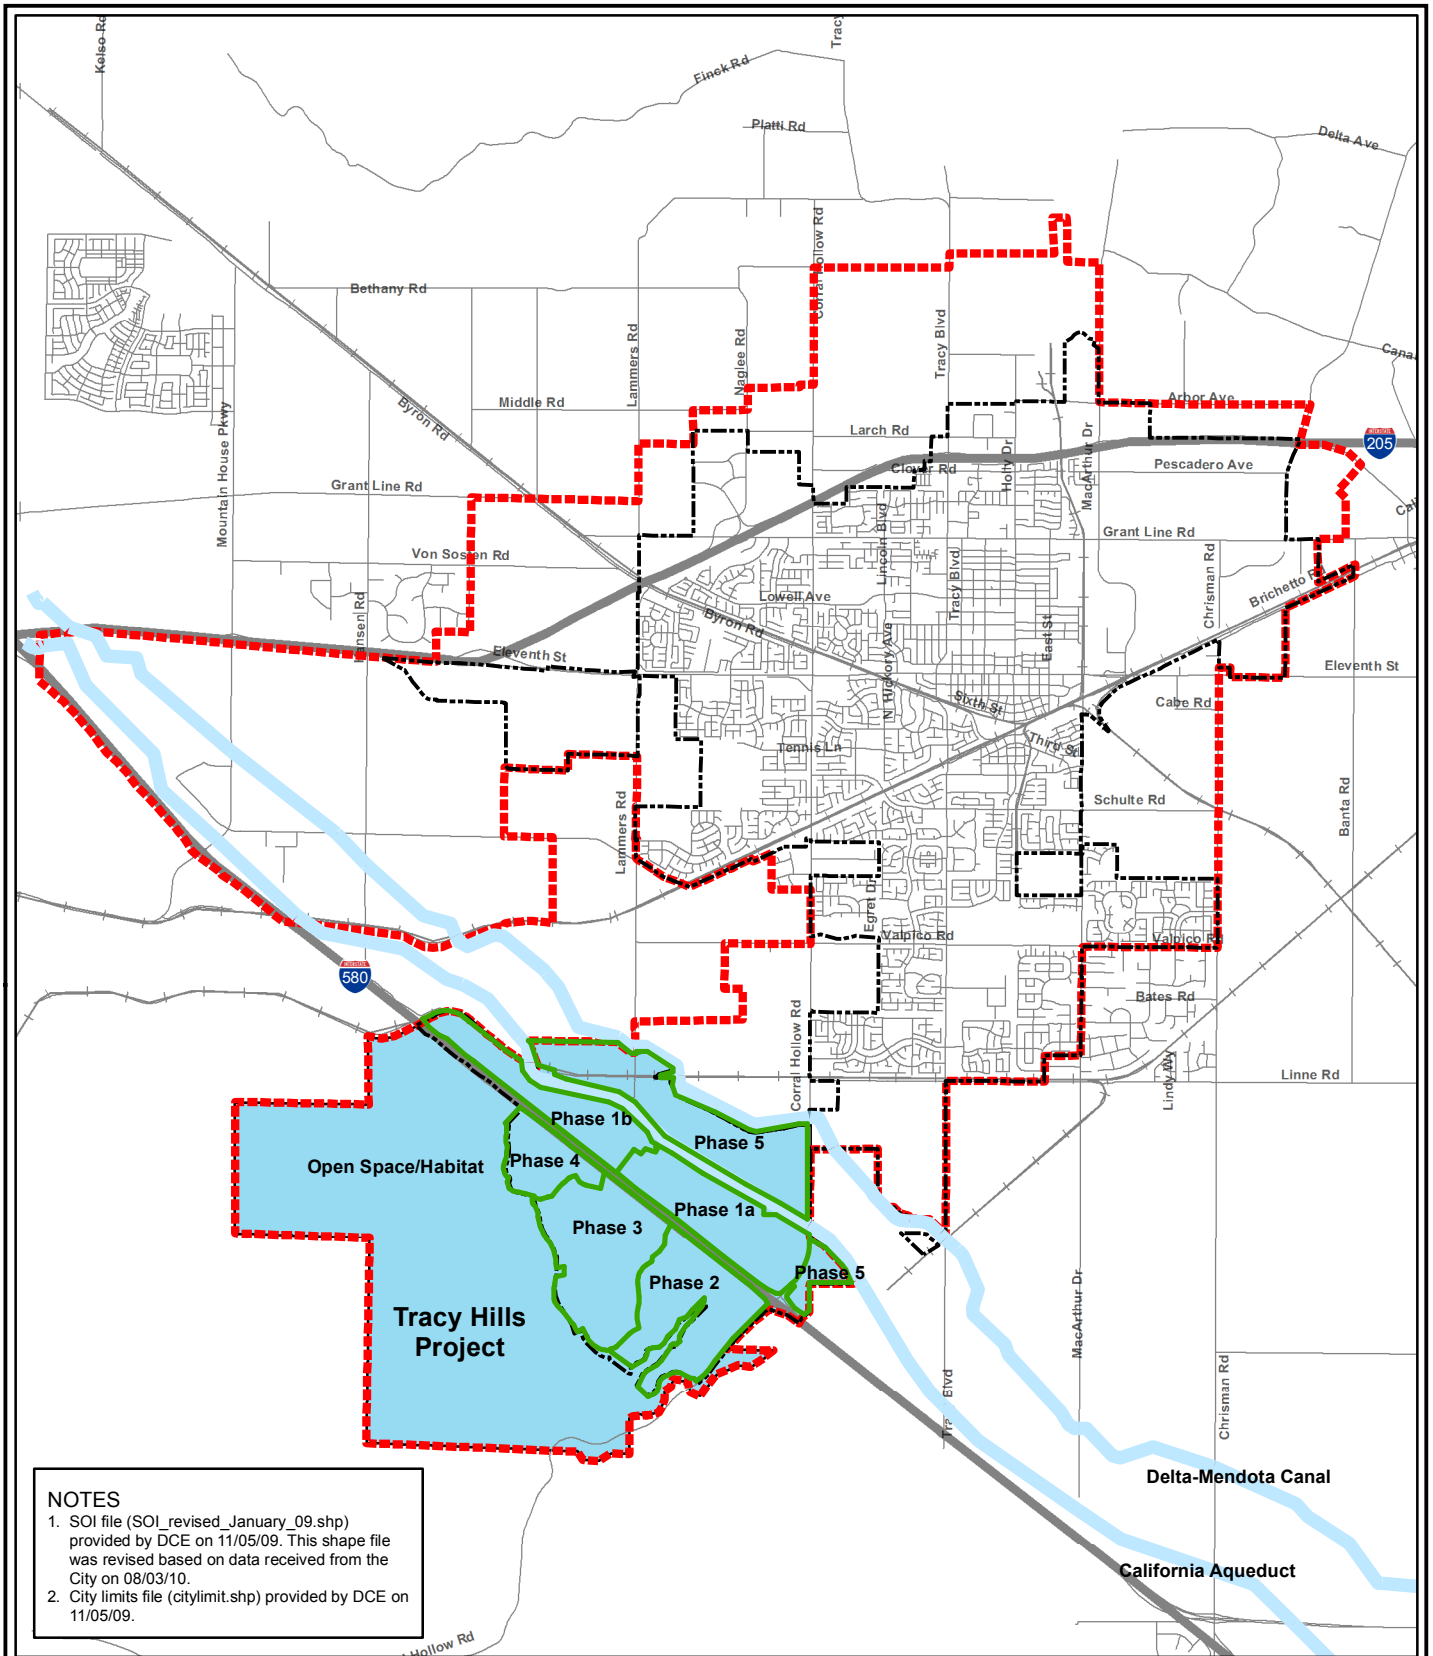 Kelso Rd
Tracy
Finck Rd
Platti Rd
Delta Ave
Corral Hollow Rd
Bethany Rd
Lammers Rd
Naglee Rd
Tracy Blvd
Middle Rd
Byron Rd
Mountain House Pkwy
Larch Rd
Arbor Ave
Canal
INTERSTATE
205
Clover Rd
Holly Dr
MacArthur Dr
Pescadero Ave
Grant Line Rd
Grant Line Rd
Von Sosten Rd
Lincoln Blvd
Tracy Blvd
Chrisman Rd
Brichetto Rd
Lowell Ave
Byron Rd
Hansen Rd
Eleventh St
N Hickory Ave
East St
Eleventh St
Sixth St
Cabe Rd
Third St
Tennis Ln
Lammers Rd
Schulte Rd
Banta Rd
Egret Dr
Valpico Rd
Valpico R
INTERSTATE
580
Bates Rd
Corral Hollow Rd
Lindy Wy
Linne Rd
Phase 1b
Phase 5
Open Space/Habitat
Phase 4
Phase 1a
Phase 3
Phase 5
Phase 2
Tracy Hills
Project
MacArthur Dr
Tra Blvd
Chrisman Rd
Delta-Mendota Canal
California Aqueduct
NOTES
1. SOI file (SOI_revised_January_09.shp)
provided by DCE on 11/05/09. This shape file
was revised based on data received from the
City on 08/03/10.
2. City limits file (citylimit.shp) provided by DCE on
11/05/09.
Hollow Rd